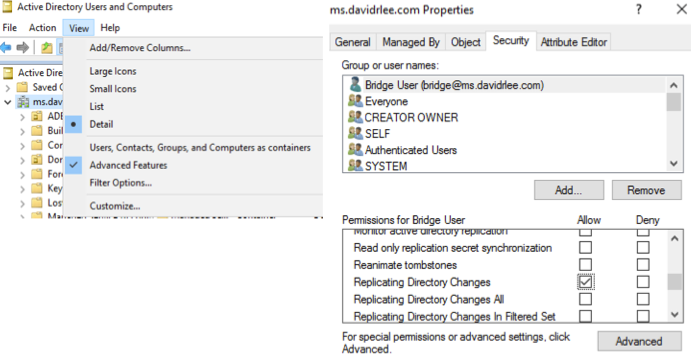 Active Directory Users and Computers
File Action View Help
Add/Remove Columns...
Large Icons
Small Icons
List
Detail
Users, Contacts, Groups, and Computers as containers
Advanced Features
Filter Options...
Customize...
Active Direc
Saved Q
ms.davi
ADE
Buil
Con
Don
Fore
Key
Lost
ms.davidrlee.com Properties
General Managed By Object Security Attribute Editor
Group or user names:
Bridge User (bridge@ms.davidrlee.com)
Everyone
CREATOR OWNER
SELF
Authenticated Users
SYSTEM
Add... Remove
Permissions for Bridge User Allow Deny
Monitor active directory replication
Read only replication secret synchronization
Reanimate tombstones
Replicating Directory Changes
Replicating Directory Changes All
Replicating Directory Changes In Filtered Set
For special permissions or advanced settings, click
Advanced.
Advanced